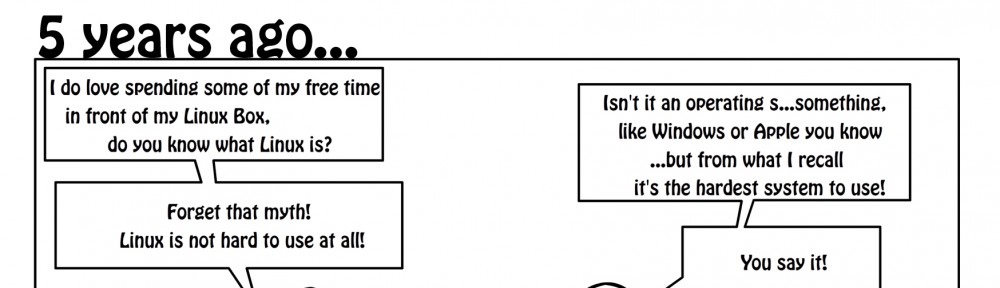 5 years ago...
I do love spending some of my free time
in front of my Linux Box,
do you know what Linux is?
Isn't it an operating s...something,
like Windows or Apple you know
...but from what I recall
it's the hardest system to use!
Forget that myth!
Linux is not hard to use at all!
You say it!